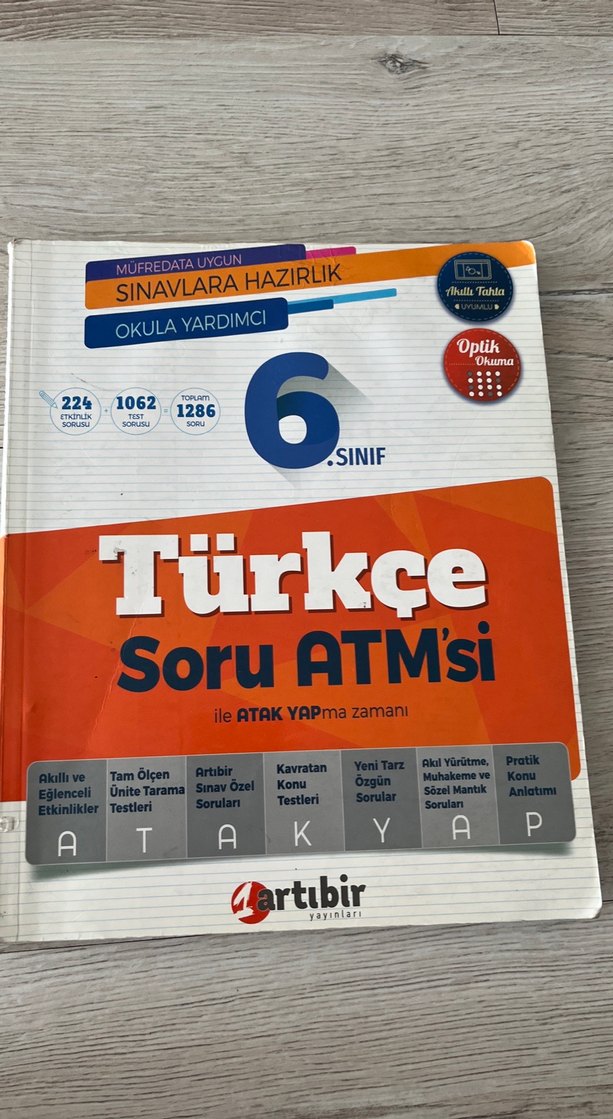 MÜFREDATA UYGUN
SINAVLARA HAZIRLIK
OKULA YARDIMCI
Akıllı Tahta
UYUMLU
Optik
Okuma
224
ETKİNLİK
SORUSU
+
1062
TEST
SORUSU
=
TOPLAM
1286
SORU
6
.SINIF
Türkçe
Soru ATM'si
ile ATAK YAPma zamanı
Akıllı ve
Eğlenceli
Etkinlikler
A
Tam Ölçen
Ünite Tarama
Testleri
T
Artıbir
Sınav Özel
Soruları
A
Kavratan
Konu
Testleri
K
Yeni Tarz
Özgün
Sorular
Y
Akıl Yürütme,
Muhakeme ve
Sözel Mantık
Soruları
A
Pratik
Konu
Anlatımı
P
1artıbir
yayınları